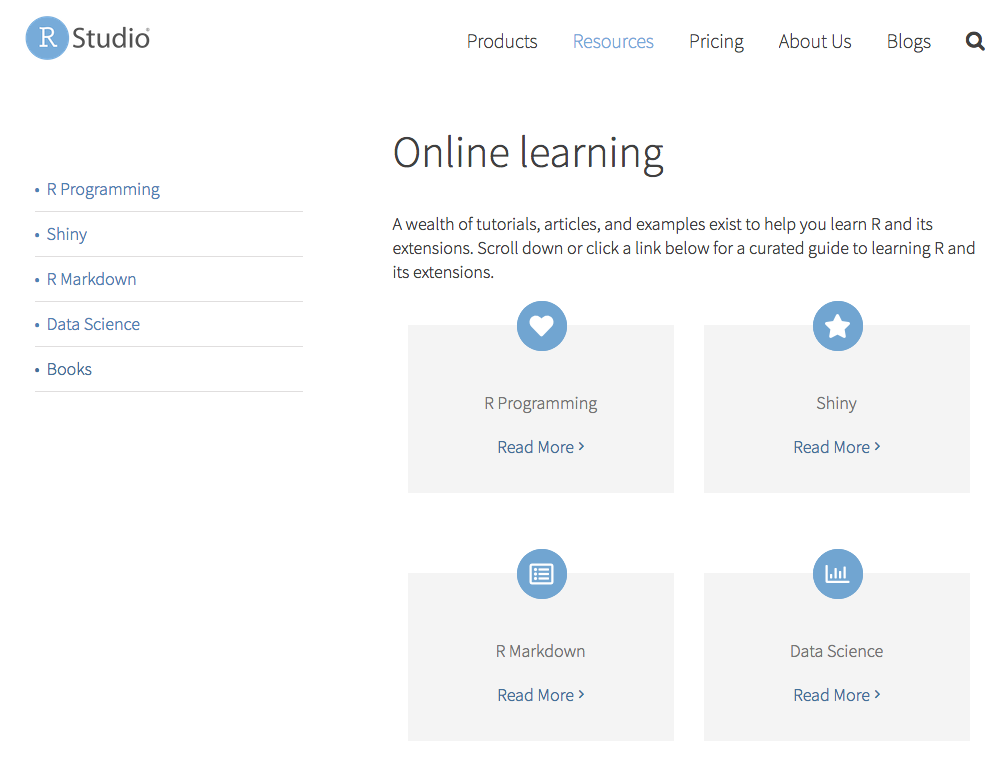 R Studio®
Products Resources Pricing About Us Blogs
• R Programming
• Shiny
• R Markdown
• Data Science
• Books
Online learning
A wealth of tutorials, articles, and examples exist to help you learn R and its
extensions. Scroll down or click a link below for a curated guide to learning R and
its extensions.
R Programming
Read More ›
Shiny
Read More ›
R Markdown
Read More ›
Data Science
Read More ›